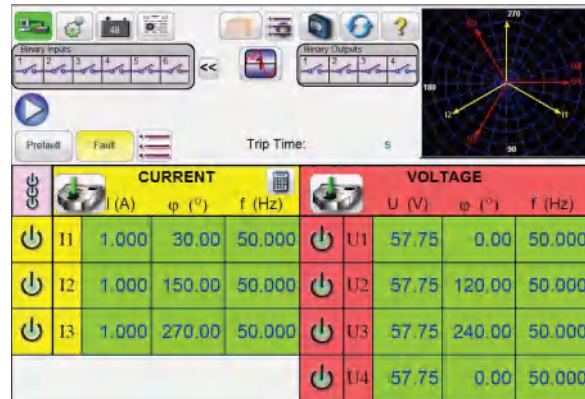 48
270
Binary Inputs
Binary Outputs
1 2 3 4 5 6
<<
1 2 3 4
180
I2
I1
90
Prefault
Fault
Trip Time:
s
CURRENT
VOLTAGE
I (A) φ (°) f (Hz)
U (V) φ (°) f (Hz)
I1 1.000 30.00 50.000 U1 57.75 0.00 50.000
I2 1.000 150.00 50.000 U2 57.75 120.00 50.000
I3 1.000 270.00 50.000 U3 57.75 240.00 50.000
U4 57.75 0.00 50.000